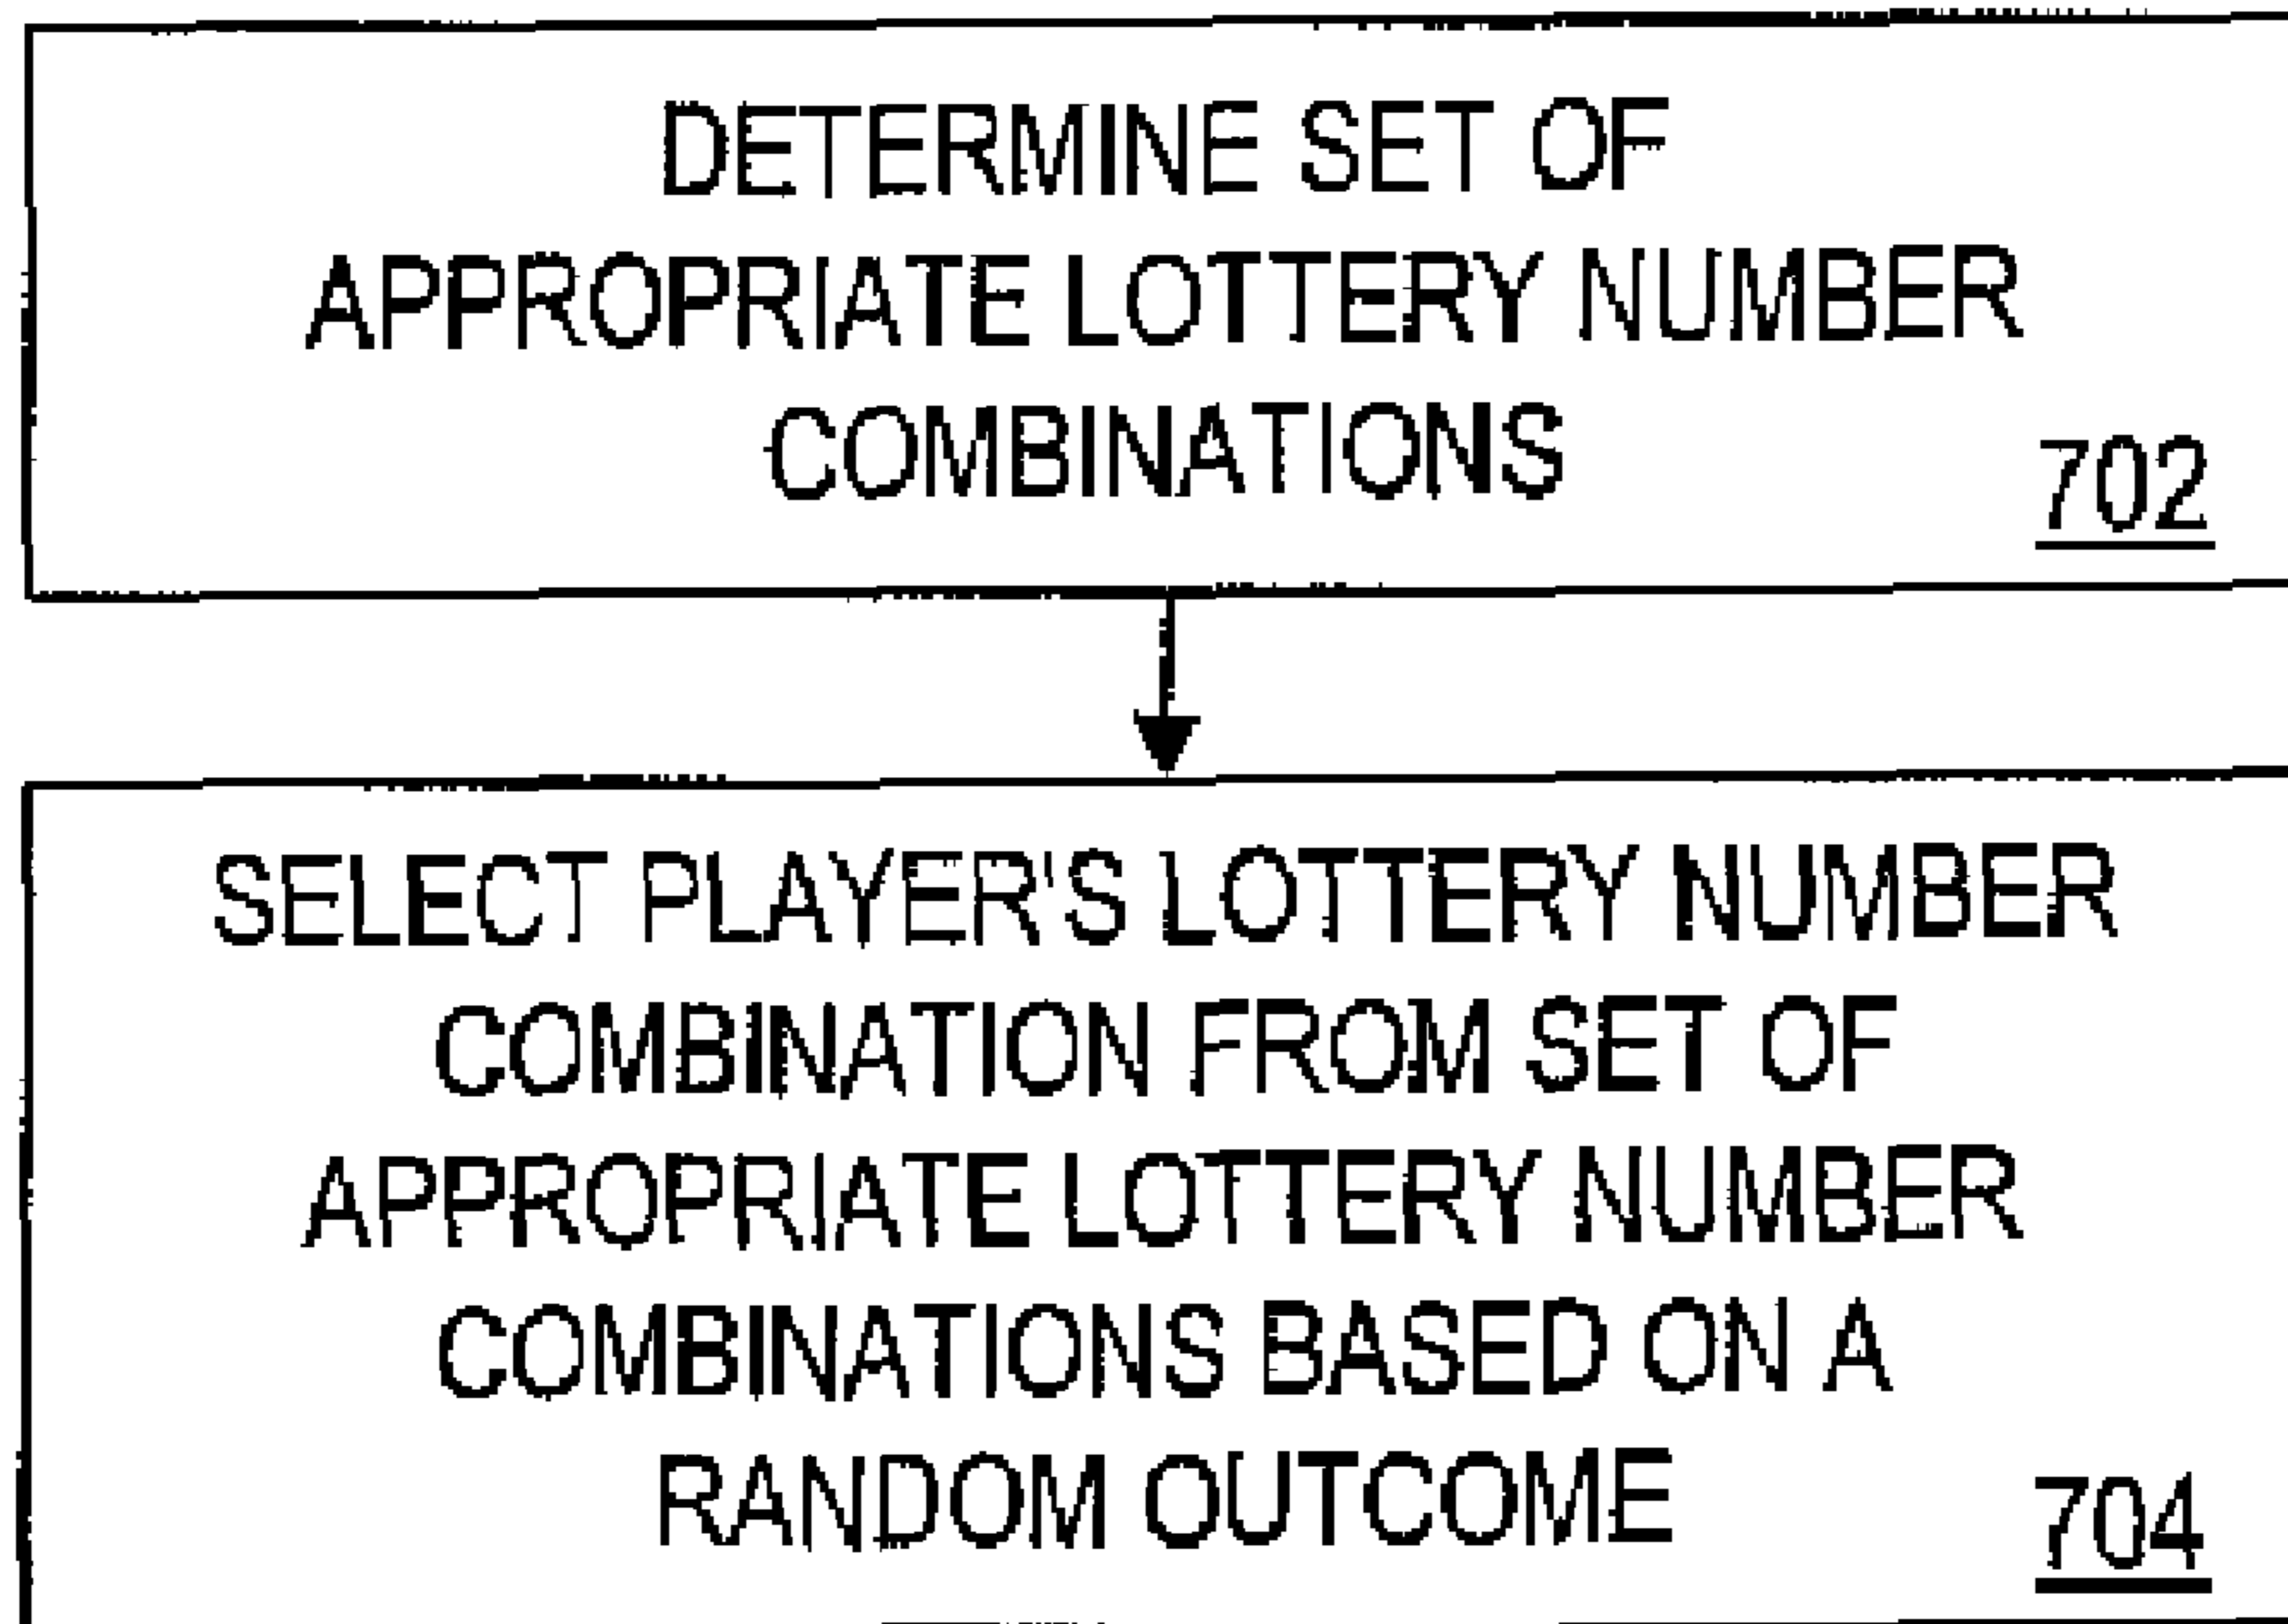 DETERMINE SET OF
APPROPRIATE LOTTERY NUMBER
COMBINATIONS
702
SELECT PLAYER'S LOTTERY NUMBER
COMBINATION FROM SET OF
APPROPRIATE LOTTERY NUMBER
COMBINATIONS BASED ON A
RANDOM OUTCOME
704